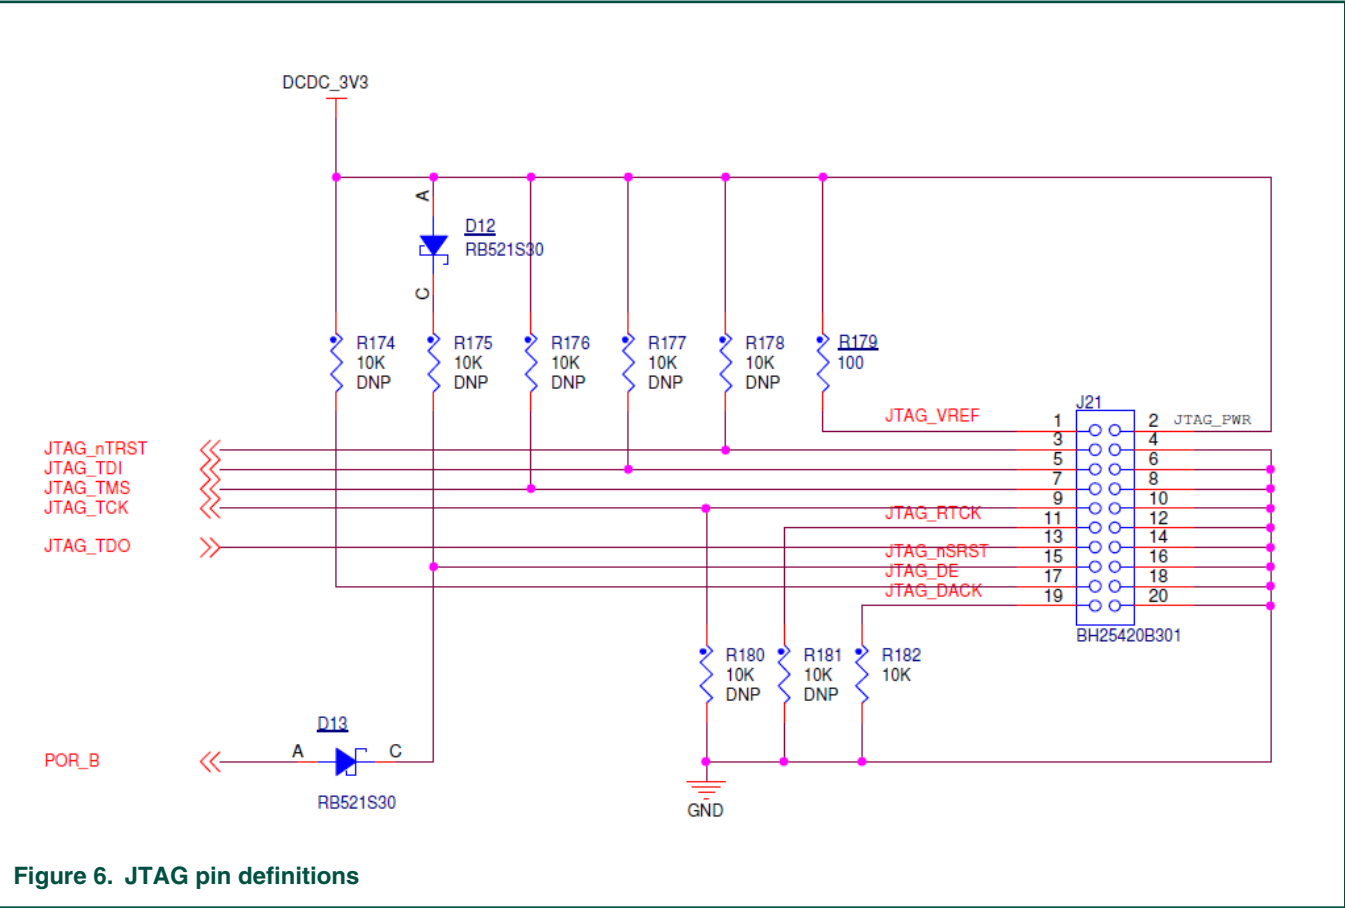 DCDC_3V3
A
D12
RB521S30
C
R174
10K
DNP
R175
10K
DNP
R176
10K
DNP
R177
10K
DNP
R178
10K
DNP
R179
100
J21
JTAG_VREF
1
2
JTAG_PWR
3
4
5
6
7
8
9
10
11
12
13
14
15
16
17
18
19
20
BH25420B301
JTAG_nTRST
JTAG_TDI
JTAG_TMS
JTAG_TCK
JTAG_TDO
JTAG_RTCK
JTAG_nSRST
JTAG_DE
JTAG_DACK
R180
10K
DNP
R181
10K
DNP
R182
10K
D13
A
C
POR_B
RB521S30
GND
Figure 6. JTAG pin definitions